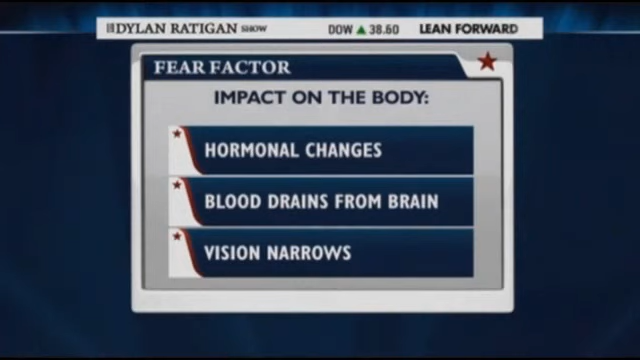 THE DYLAN RATIGAN SHOW DOW ▲ 38.60 LEAN FORWARD
FEAR FACTOR
IMPACT ON THE BODY:
HORMONAL CHANGES
BLOOD DRAINS FROM BRAIN
VISION NARROWS